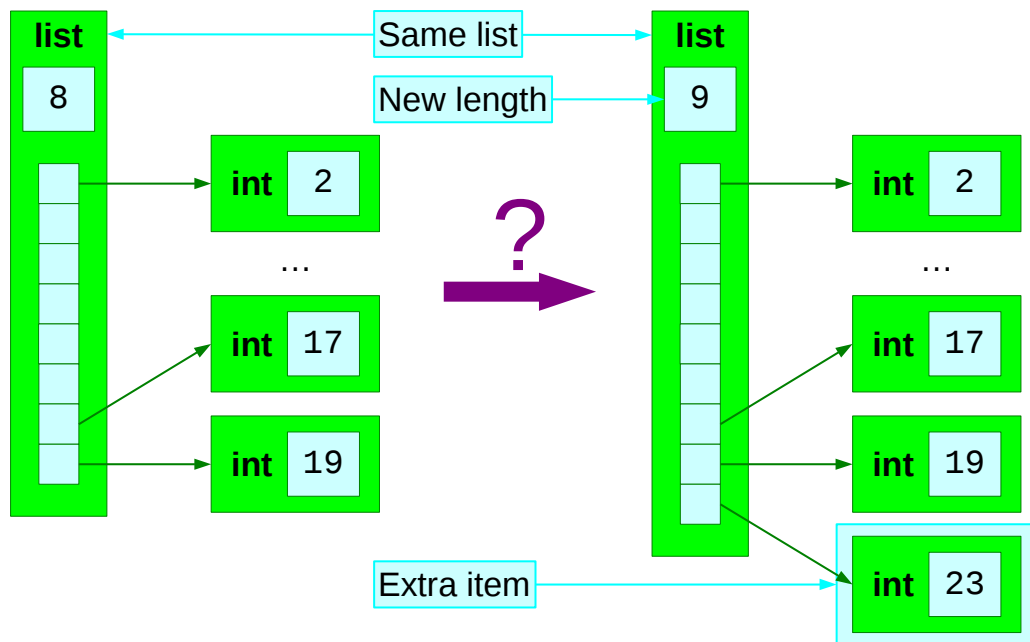 list
Same list
list
8
New length
9
int 2
int 2
...
?
...
int 17
int 17
int 19
int 19
Extra item
int 23